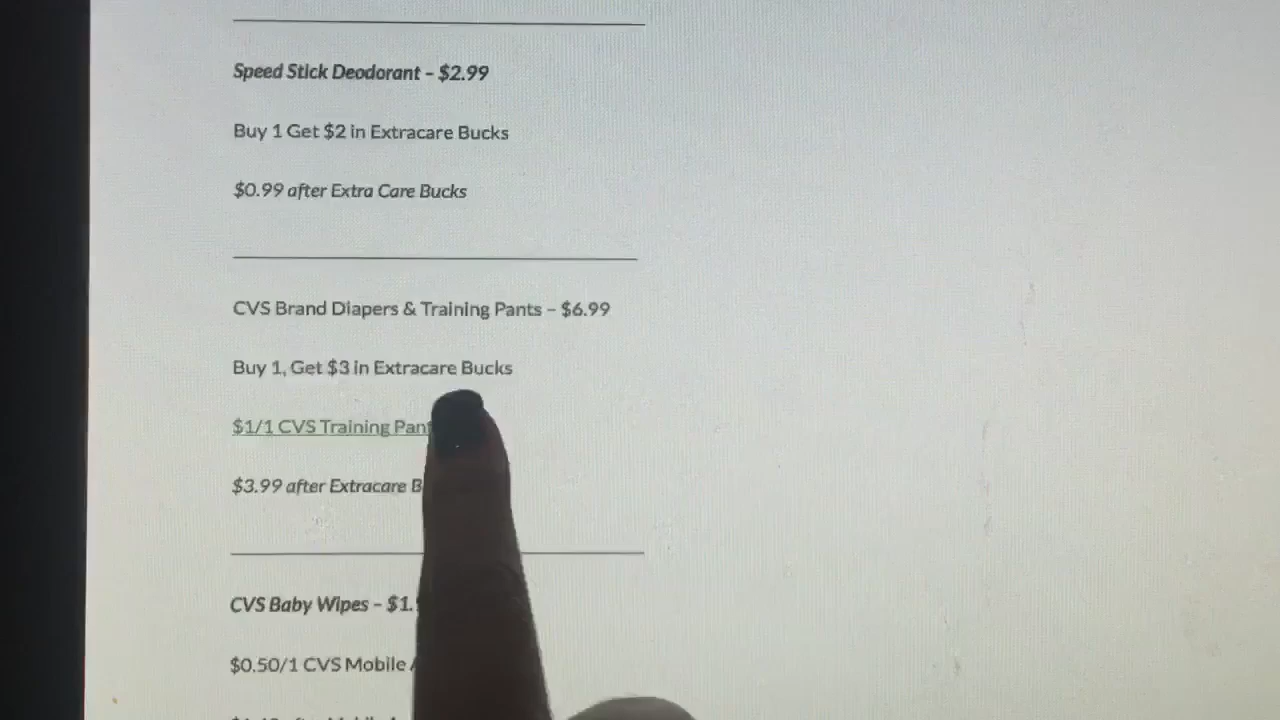 Speed Stick Deodorant – $2.99
Buy 1 Get $2 in Extracare Bucks
$0.99 after Extra Care Bucks
CVS Brand Diapers & Training Pants – $6.99
Buy 1, Get $3 in Extracare Bucks
$1/1 CVS Training
$3.99 after Extracare
CVS Baby Wipes – $1.
$0.50/1 CVS Mobile